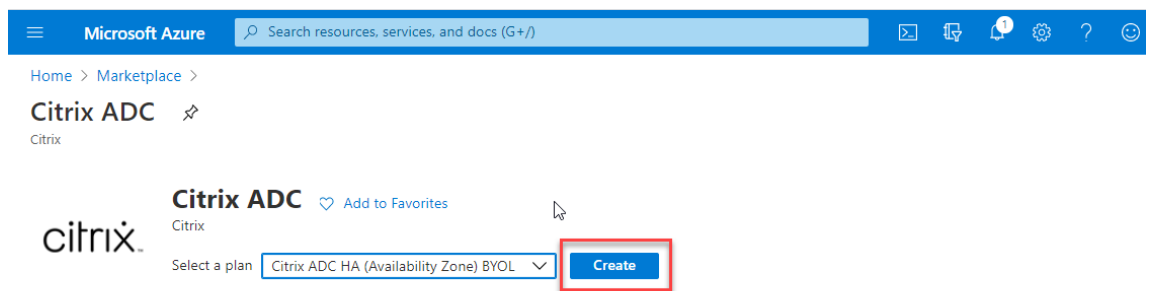 Microsoft Azure
Search resources, services, and docs (G+/)
1
Home > Marketplace >
Citrix ADC
Citrix
citrix.
Citrix ADC
Add to Favorites
Citrix
Select a plan
Citrix ADC HA (Availability Zone) BYOL
Create